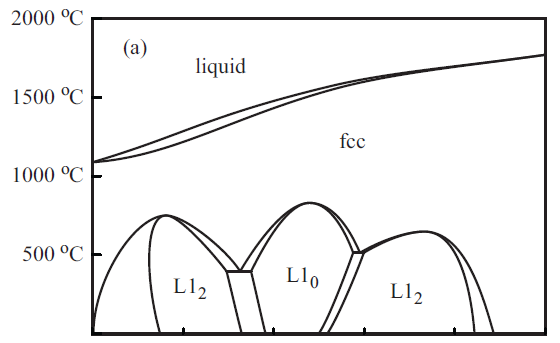 2000 °C
(a)
liquid
1500 °C
fcc
1000 °C
500 °C
L1₂
L1₀
L1₂